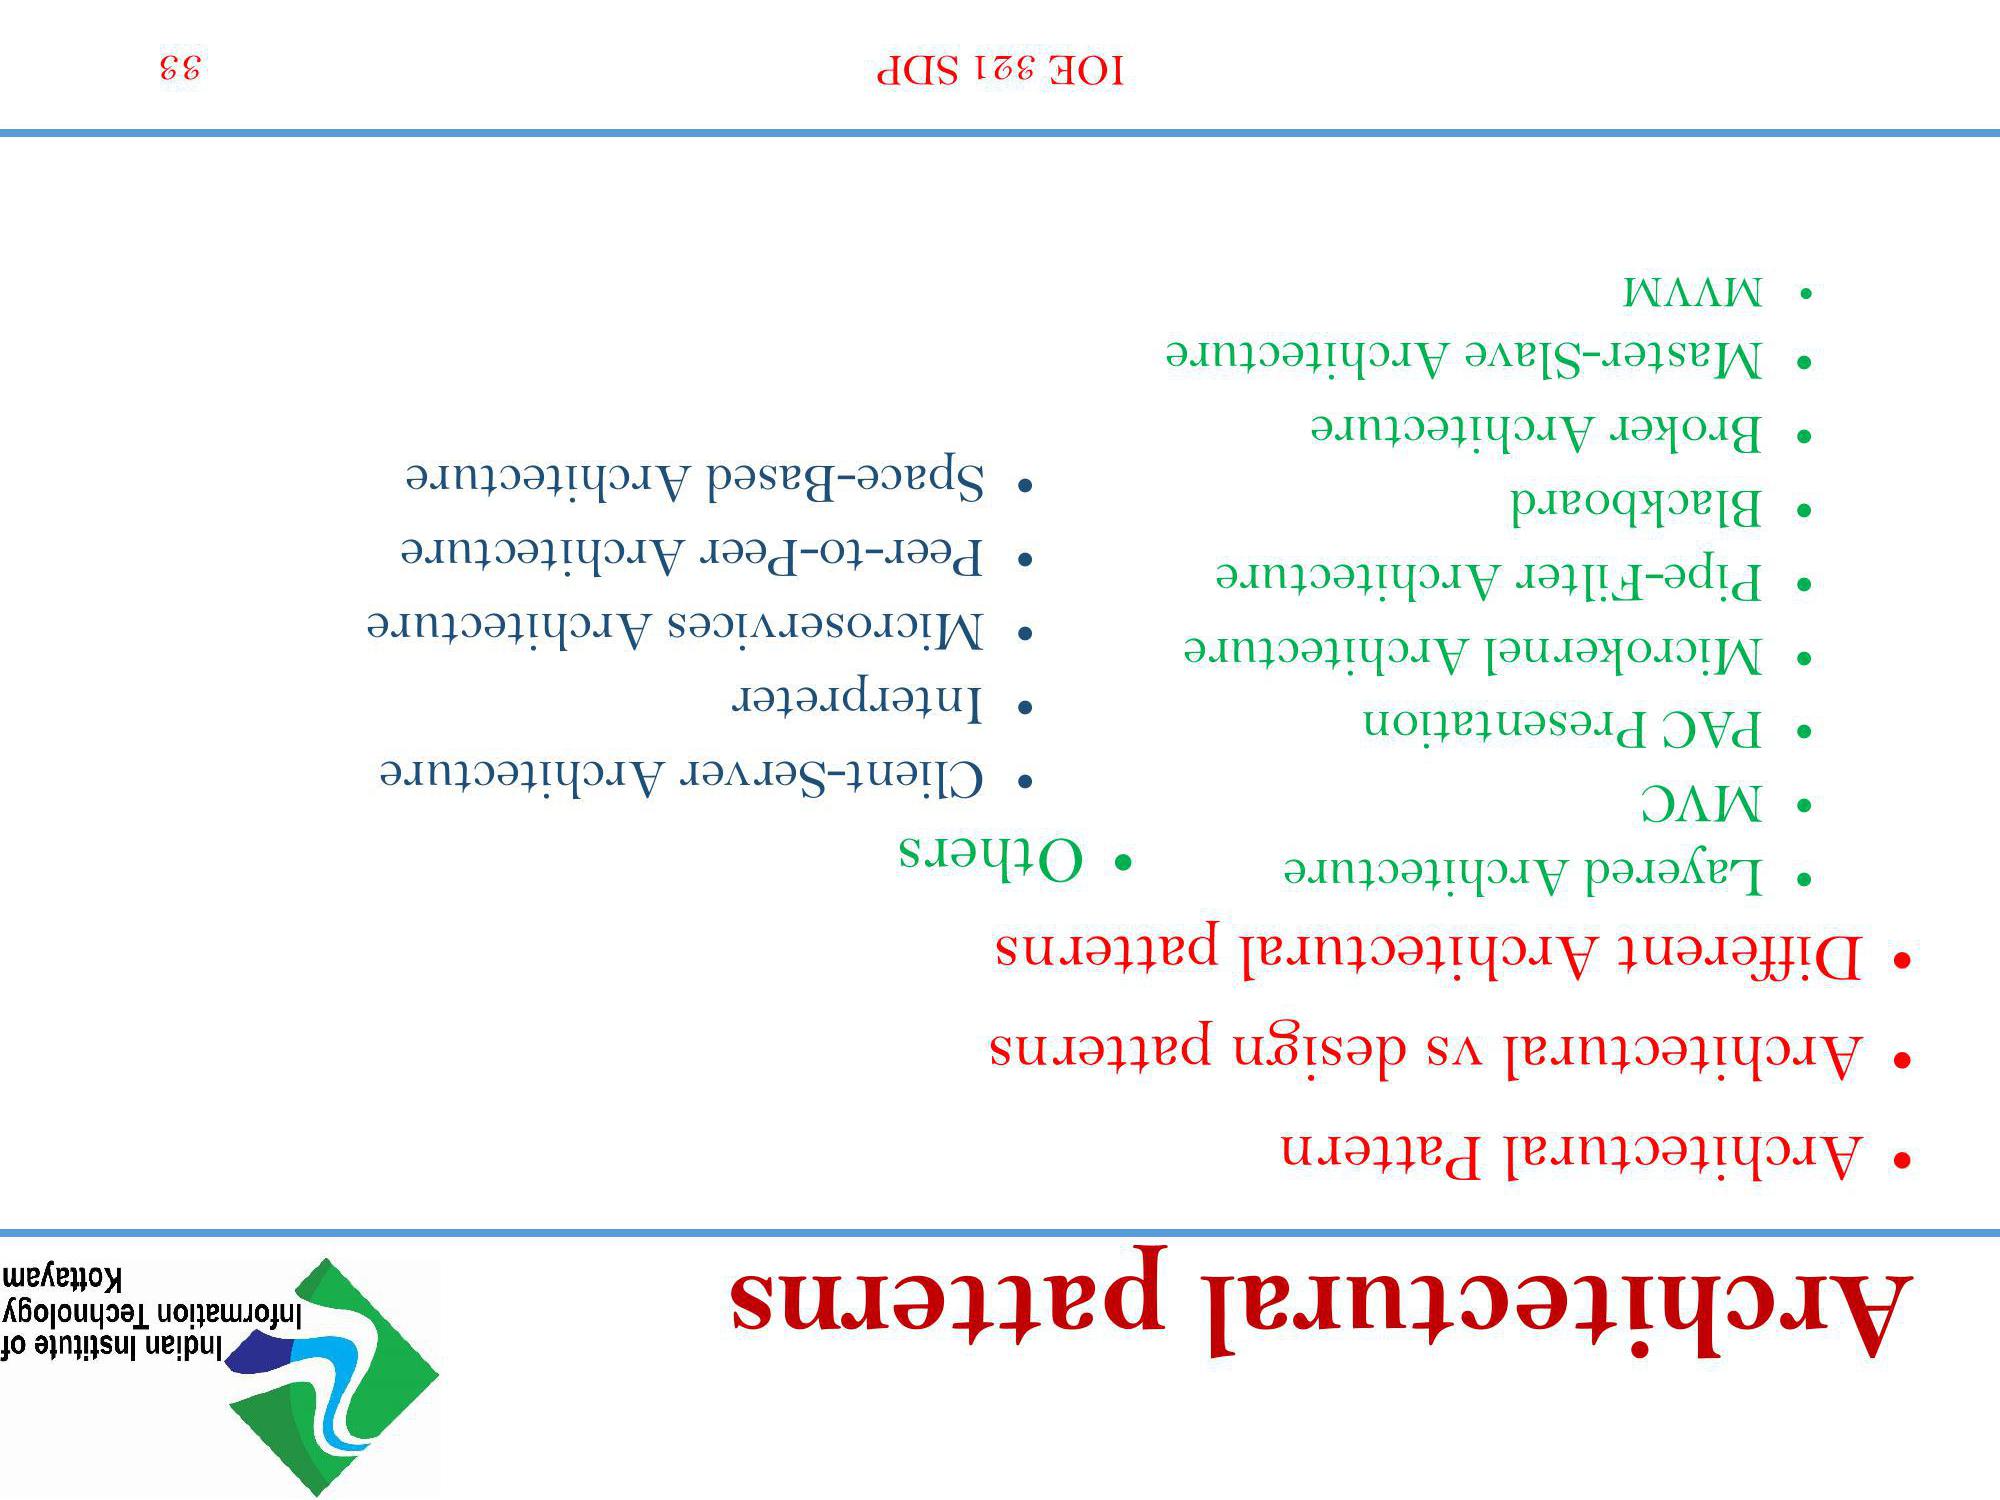 Architectural patterns
Indian Institute of
Information Technology
Kottayam
• Architectural Pattern
• Architectural vs design patterns
• Different Architectural patterns
• Layered Architecture
• MVC
• PAC Presentation
• Microkernel Architecture
• Pipe-Filter Architecture
• Blackboard
• Broker Architecture
• Master-Slave Architecture
• MVVM
• Others
• Client-Server Architecture
• Interpreter
• Microservices Architecture
• Peer-to-Peer Architecture
• Space-Based Architecture
IOE 321 SDP
33